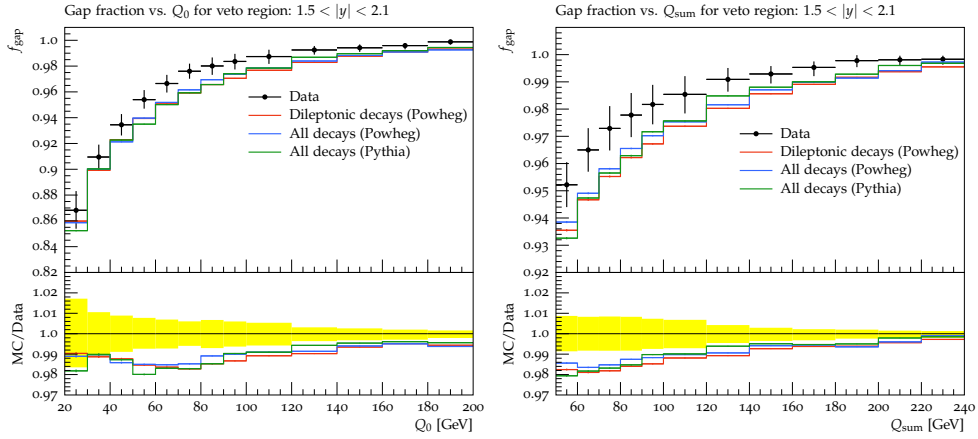 Gap fraction vs. Q0 for veto region: 1.5 < |y| < 2.1
fgap
1.0
0.98
0.96
0.94
0.92
0.9
0.88
0.86
0.84
0.82
Data
Dileptonic decays (Powheg)
All decays (Powheg)
All decays (Pythia)
MC/Data
1.02
1.01
1.0
0.99
0.98
0.97
20 40 60 80 100 120 140 160 180 200
Q0 [GeV]
Gap fraction vs. Qsum for veto region: 1.5 < |y| < 2.1
fgap
1.0
0.99
0.98
0.97
0.96
0.95
0.94
0.93
0.92
Data
Dileptonic decays (Powheg)
All decays (Powheg)
All decays (Pythia)
MC/Data
1.02
1.01
1.0
0.99
0.98
0.97
60 80 100 120 140 160 180 200 220 240
Qsum [GeV]